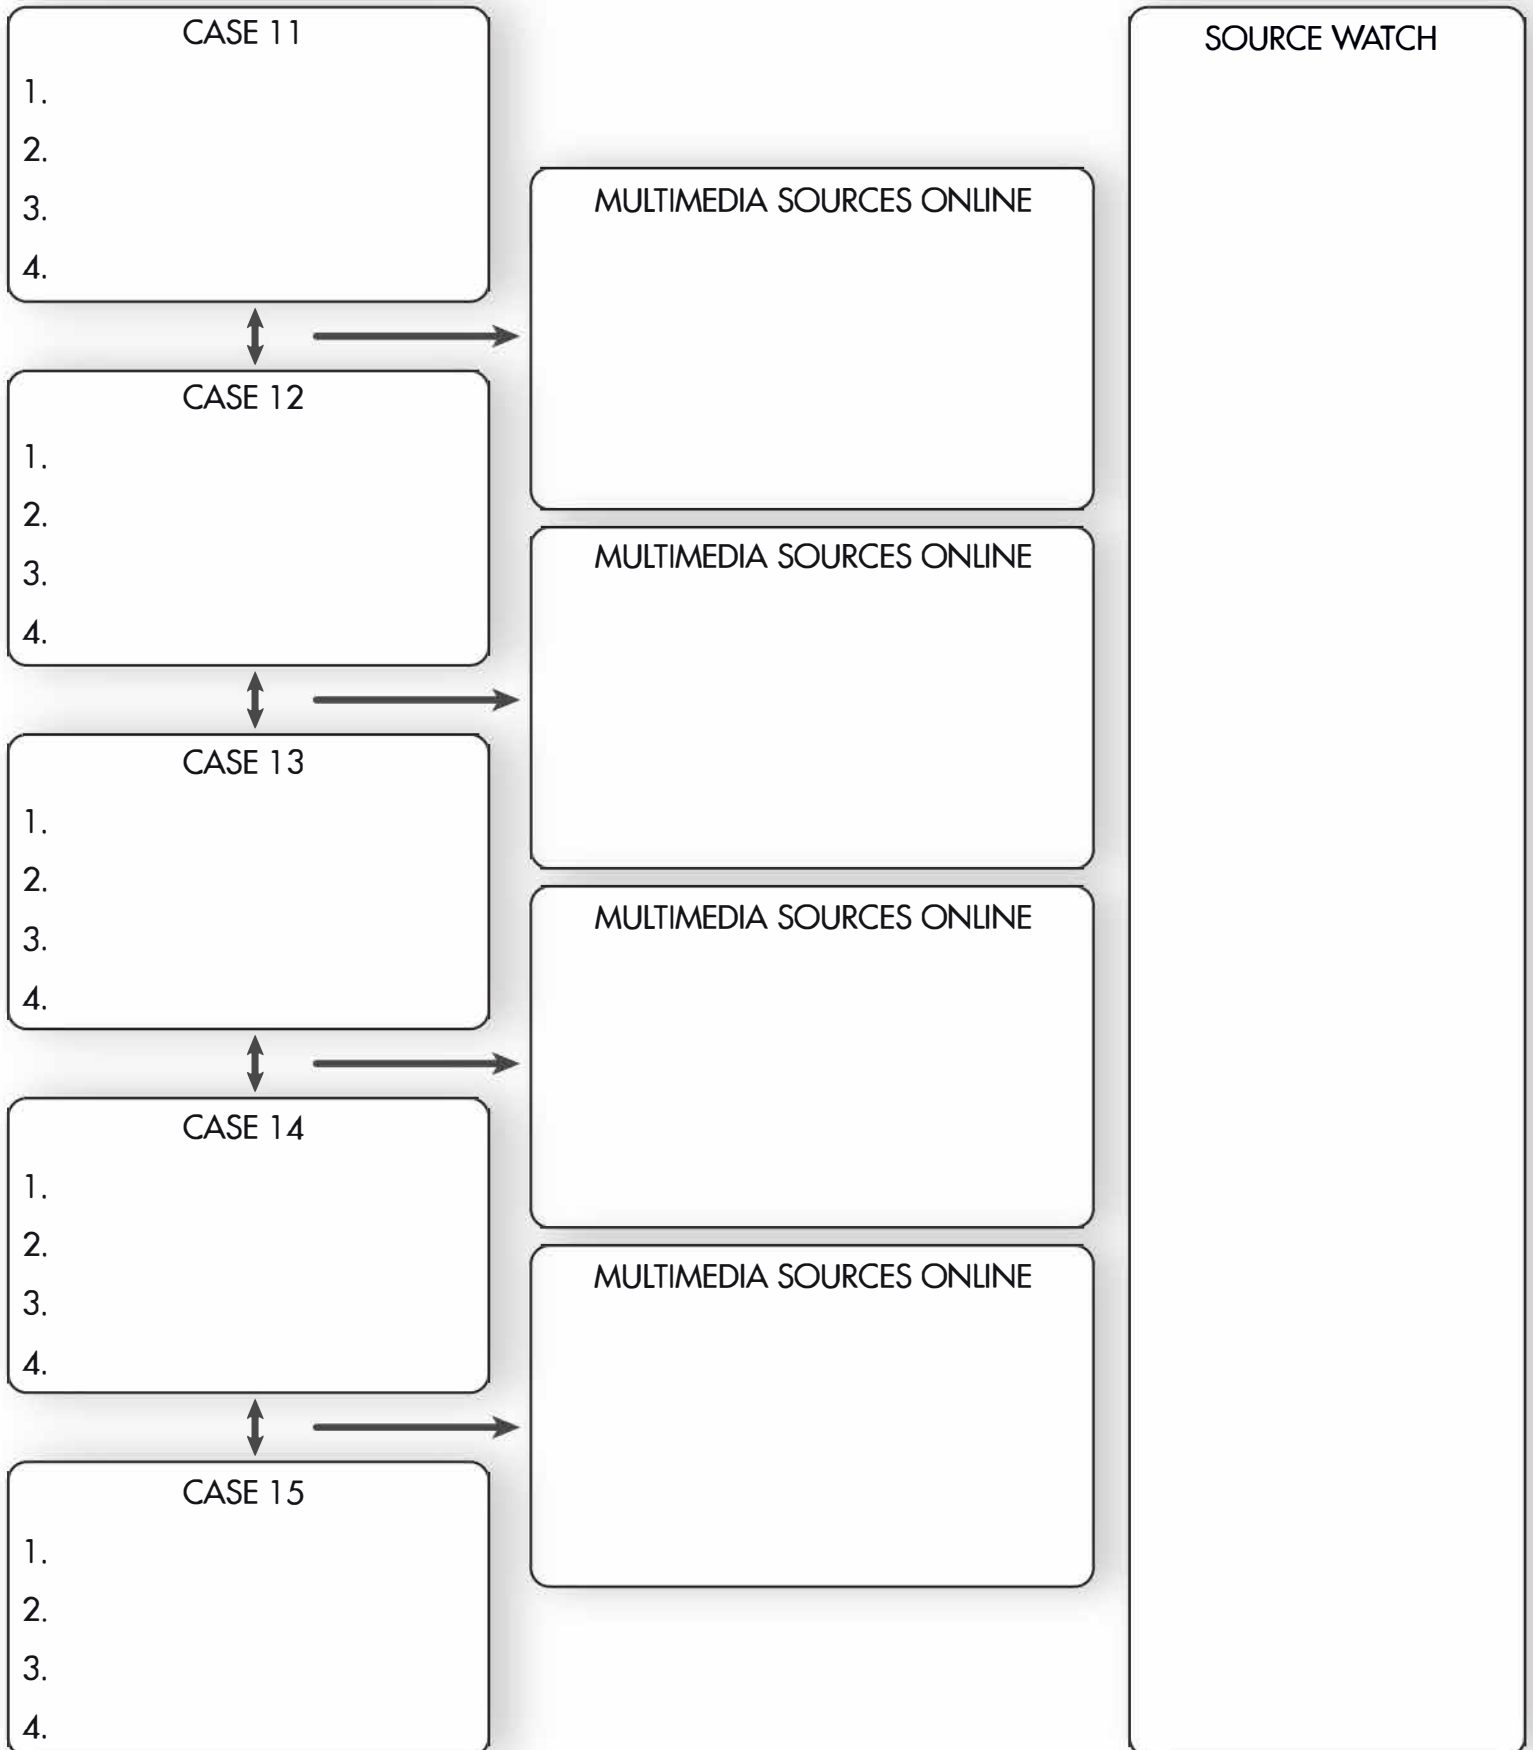 CASE 11
1.
2.
3.
4.
CASE 12
1.
2.
3.
4.
CASE 13
1.
2.
3.
4.
CASE 14
1.
2.
3.
4.
CASE 15
1.
2.
3.
4.
MULTIMEDIA SOURCES ONLINE
MULTIMEDIA SOURCES ONLINE
MULTIMEDIA SOURCES ONLINE
MULTIMEDIA SOURCES ONLINE
SOURCE WATCH